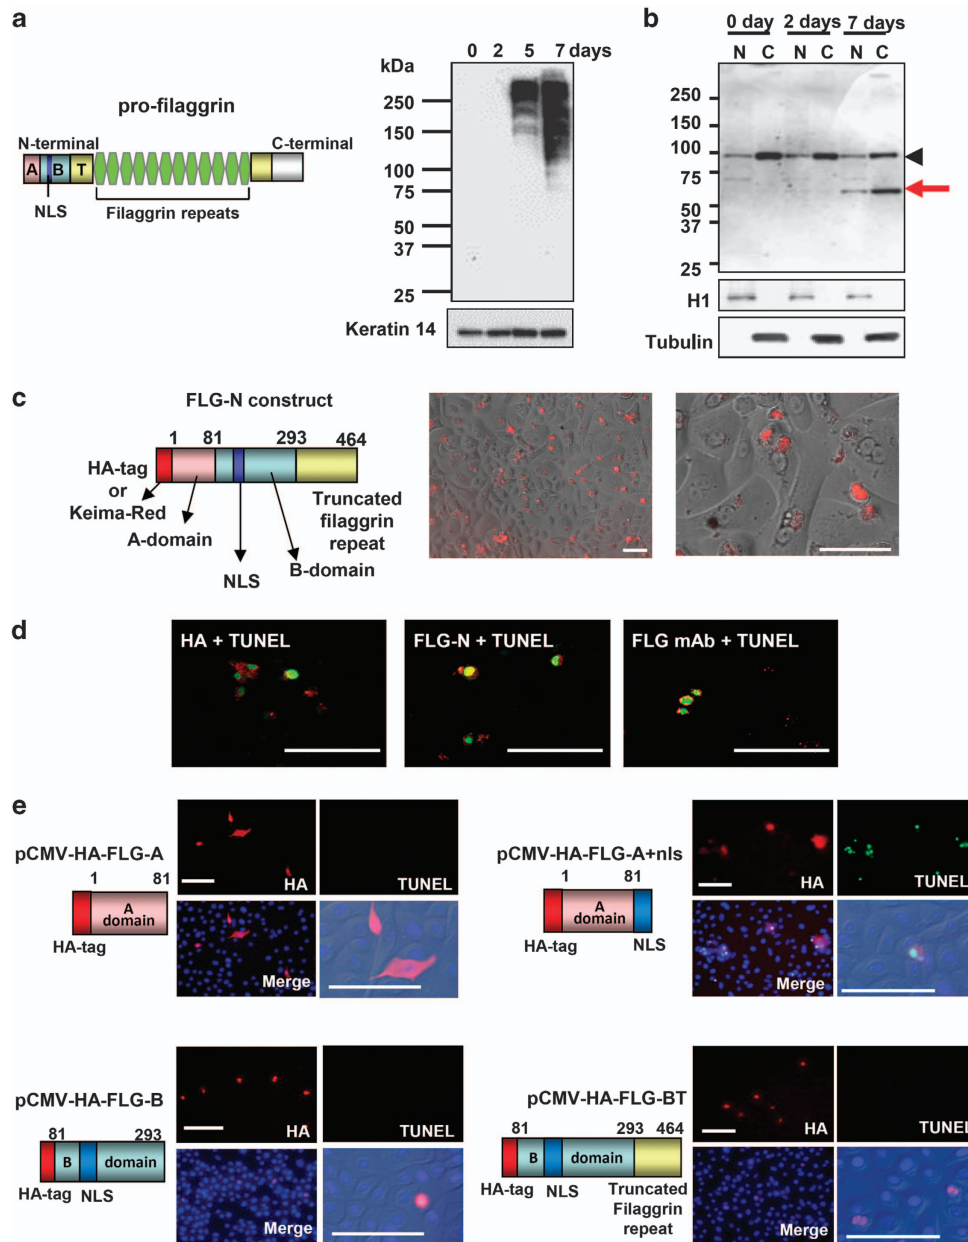 a
pro-filaggrin
N-terminal
C-terminal
A B T
NLS
Filaggrin repeats
0 2 5 7 days
kDa
250
150
100
75
50
37
25
Keratin 14
b
0 day 2 days 7 days
N C N C N C
250
150
100
75
50
37
25
H1
Tubulin
c
FLG-N construct
1 81 293 464
HA-tag
or
Keima-Red
A-domain
NLS
B-domain
Truncated
filaggrin
repeat
d
HA + TUNEL
FLG-N + TUNEL
FLG mAb + TUNEL
e
pCMV-HA-FLG-A
1 81
A
domain
HA-tag
HA
TUNEL
Merge
pCMV-HA-FLG-A+nls
1 81
A
domain
HA-tag
NLS
HA
TUNEL
Merge
pCMV-HA-FLG-B
81 293
B domain
HA-tag NLS
HA
TUNEL
Merge
pCMV-HA-FLG-BT
81 293 464
B domain
HA-tag NLS
Truncated
Filaggrin
repeat
HA
TUNEL
Merge